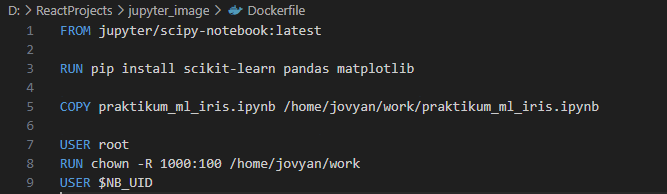 D: > ReactProjects > jupyter_image > Dockerfile
1 FROM jupyter/scipy-notebook:latest
2
3 RUN pip install scikit-learn pandas matplotlib
4
5 COPY praktikum_ml_iris.ipynb /home/jovyan/work/praktikum_ml_iris.ipynb
6
7 USER root
8 RUN chown -R 1000:100 /home/jovyan/work
9 USER $NB_UID